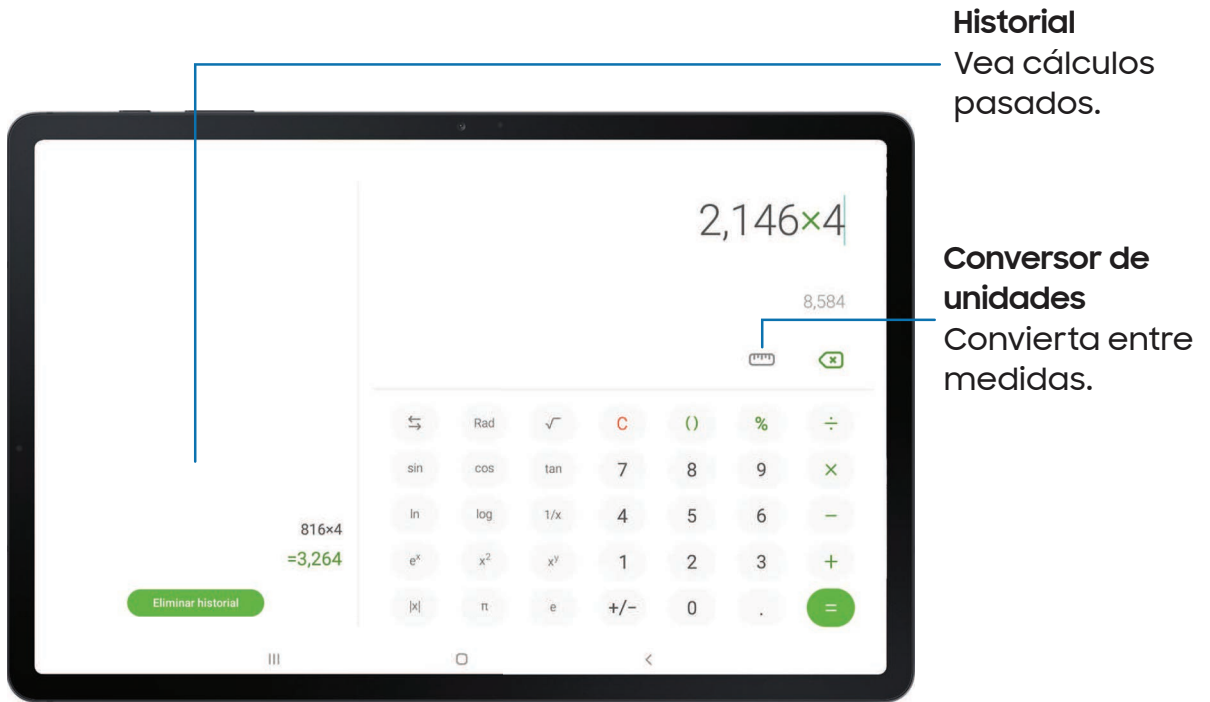 Historial
Vea cálculos
pasados.
2,146×4
Conversor de
unidades
8,584
Convierta entre
medidas.
⇆ Rad √ C () % ÷
sin cos tan 7 8 9 ×
ln log 1/x 4 5 6 −
816×4
=3,264
eˣ x² xʸ 1 2 3 +
Eliminar historial
|x| π e +/− 0 . =